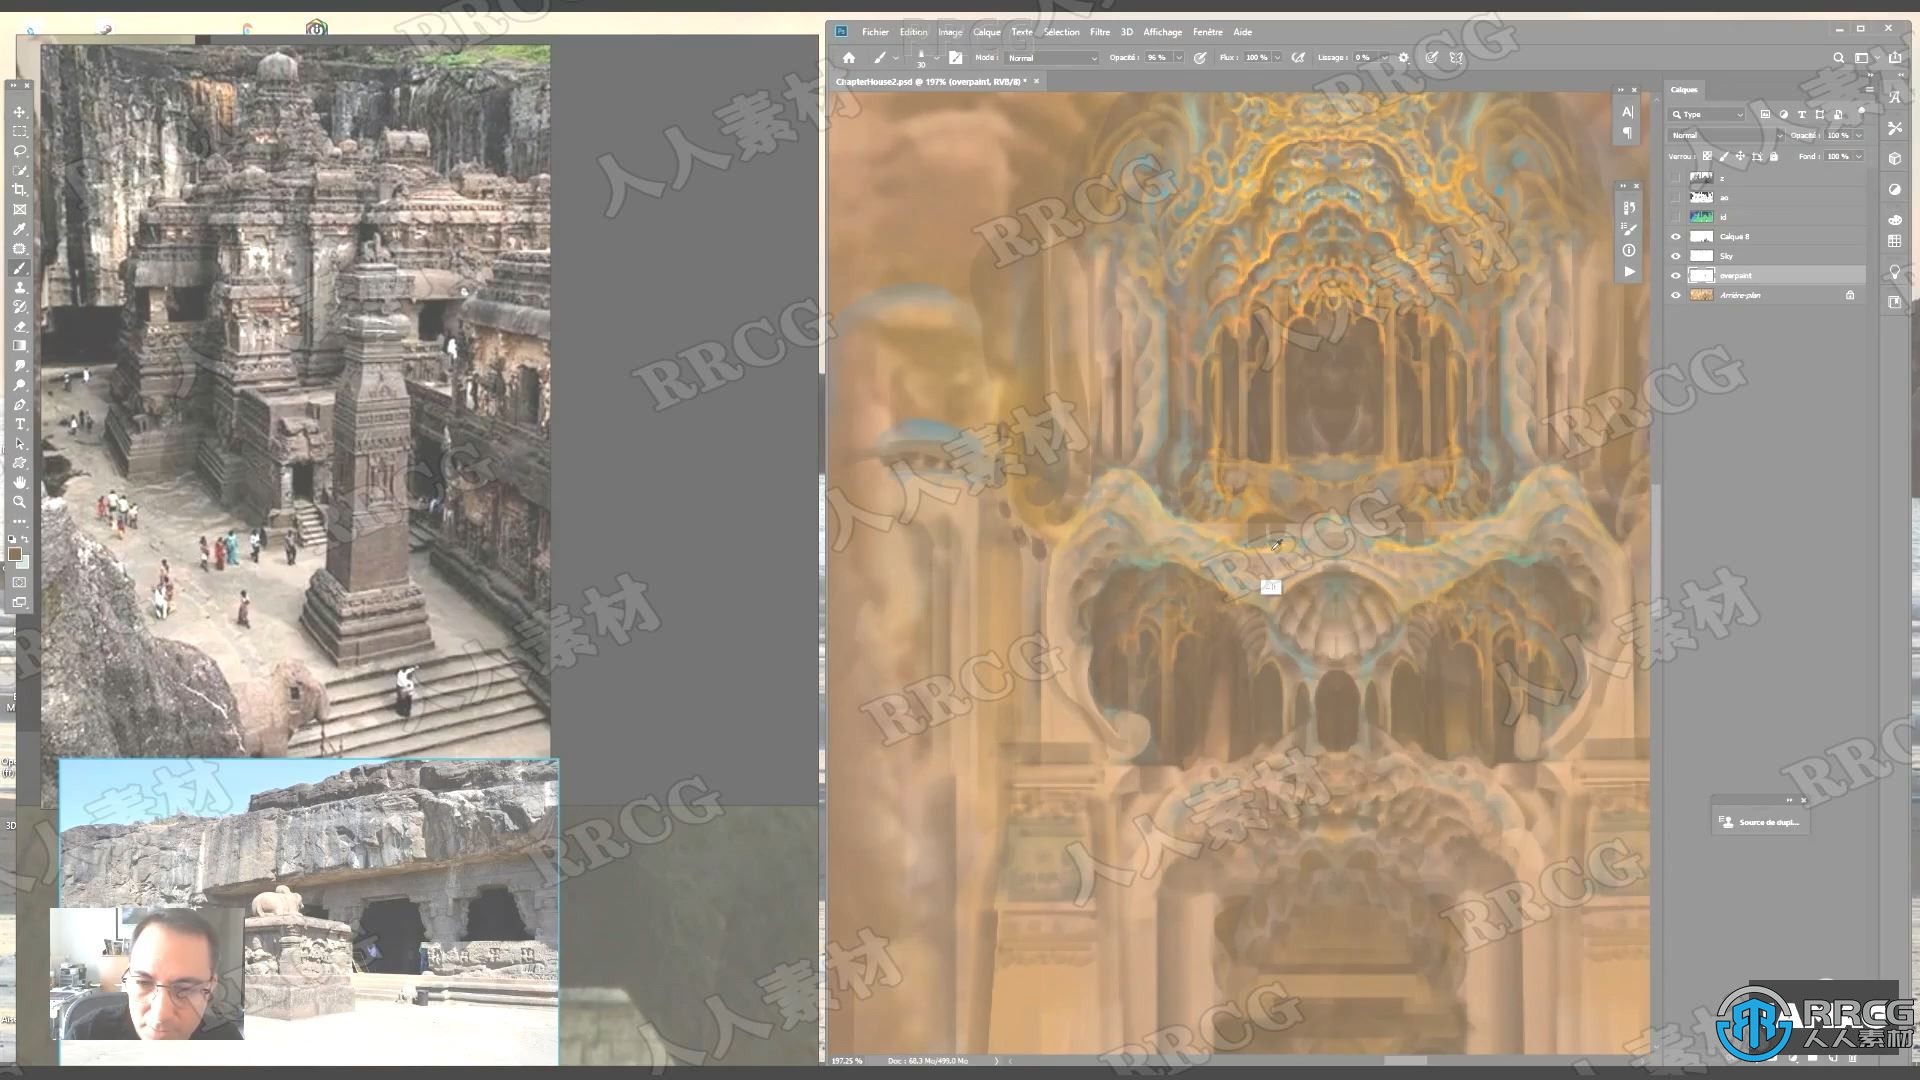 Fichier Edition Image Calque Texte Sélection Filtre 3D Affichage Fenêtre Aide
30 Mode : Normal Opacité : 96 % Flux : 100 % Lissage : 0 %
ChapterHouse2.psd @ 197% (overpaint, RVB/8) *
Calques
Type
Normal Opacité : 100 %
Verrou : Fond : 100 %
z
ao
id
Calque 8
Sky
overpaint
Arrière-plan
Source de dupli...
197.25 % Doc : 68.3 Mo/499.0 Mo
3D
RRCG
人人素材